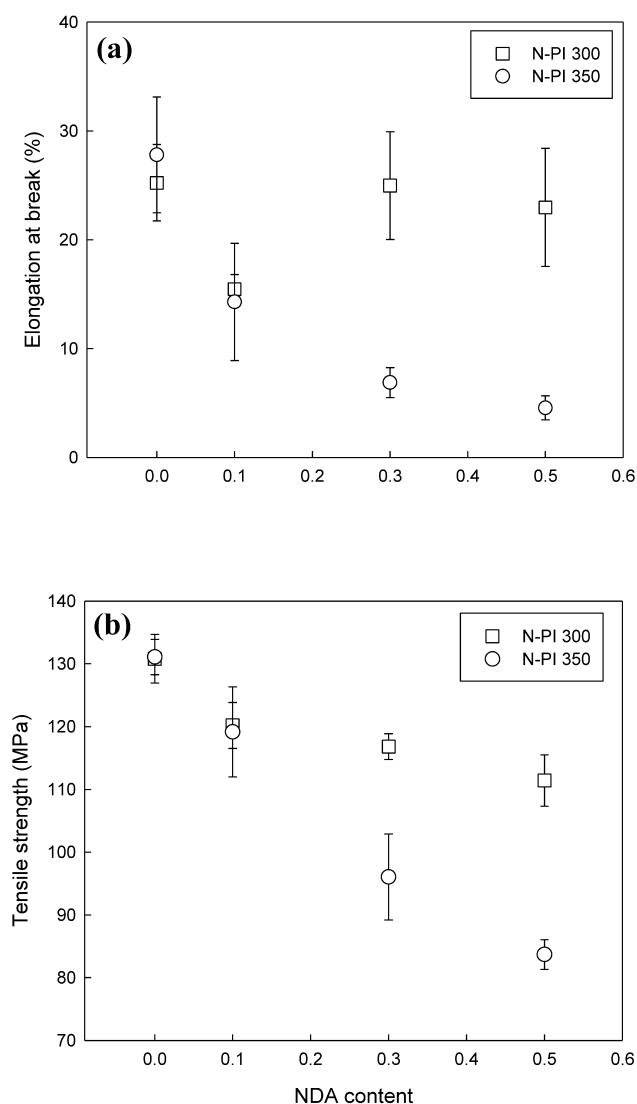 (a)
N-PI 300
N-PI 350
Elongation at break (%)
40
30
20
10
0
0.0 0.1 0.2 0.3 0.4 0.5 0.6
(b)
N-PI 300
N-PI 350
Tensile strength (MPa)
140
130
120
110
100
90
80
70
0.0 0.1 0.2 0.3 0.4 0.5 0.6
NDA content